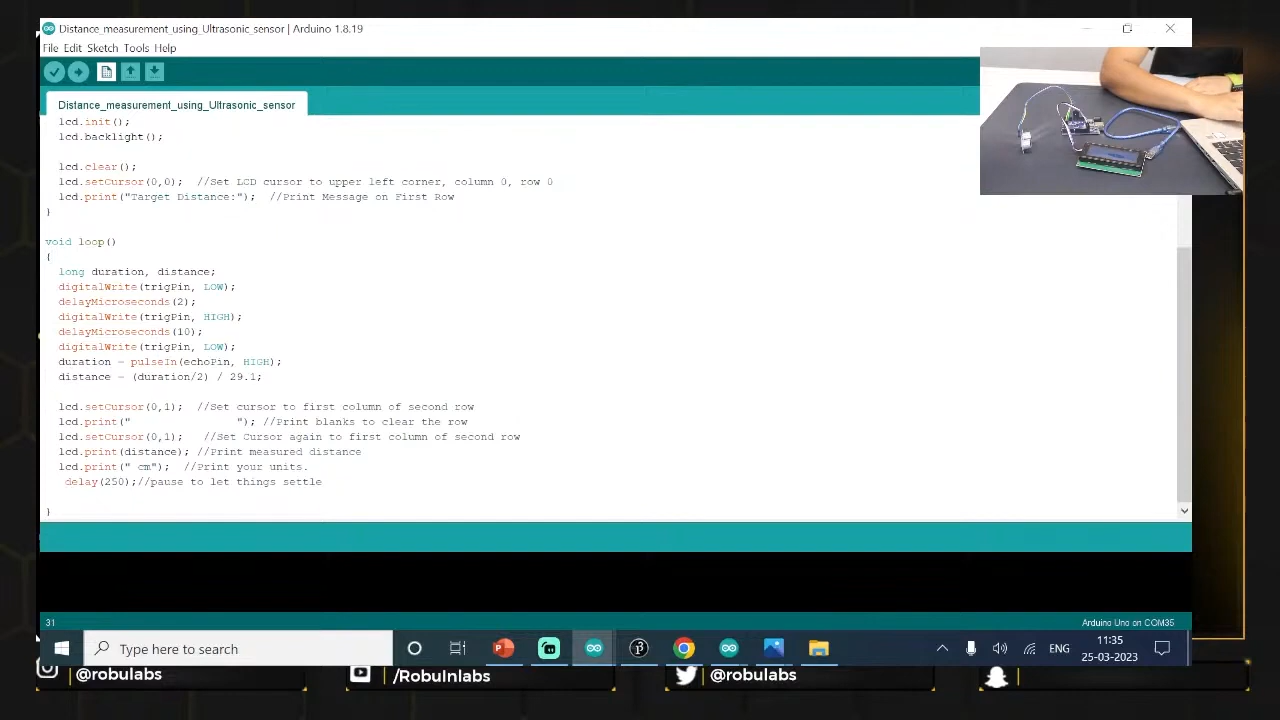 Distance_measurement_using_Ultrasonic_sensor | Arduino 1.8.19
File Edit Sketch Tools Help
Distance_measurement_using_Ultrasonic_sensor
lcd.init();
lcd.backlight();
lcd.clear();
lcd.setCursor(0,0); //Set LCD cursor to upper left corner, column 0, row 0
lcd.print("Target Distance:"); //Print Message on First Row
}
void loop()
{
long duration, distance;
digitalWrite(trigPin, LOW);
delayMicroseconds(2);
digitalWrite(trigPin, HIGH);
delayMicroseconds(10);
digitalWrite(trigPin, LOW);
duration = pulseIn(echoPin, HIGH);
distance = (duration/2) / 29.1;
lcd.setCursor(0,1); //Set cursor to first column of second row
lcd.print("                "); //Print blanks to clear the row
lcd.setCursor(0,1); //Set Cursor again to first column of second row
lcd.print(distance); //Print measured distance
lcd.print(" cm"); //Print your units.
delay(250);//pause to let things settle
}
31
Arduino Uno on COM35
Type here to search
ENG
11:35
25-03-2023
@robulabs
/RobuInlabs
@robulabs